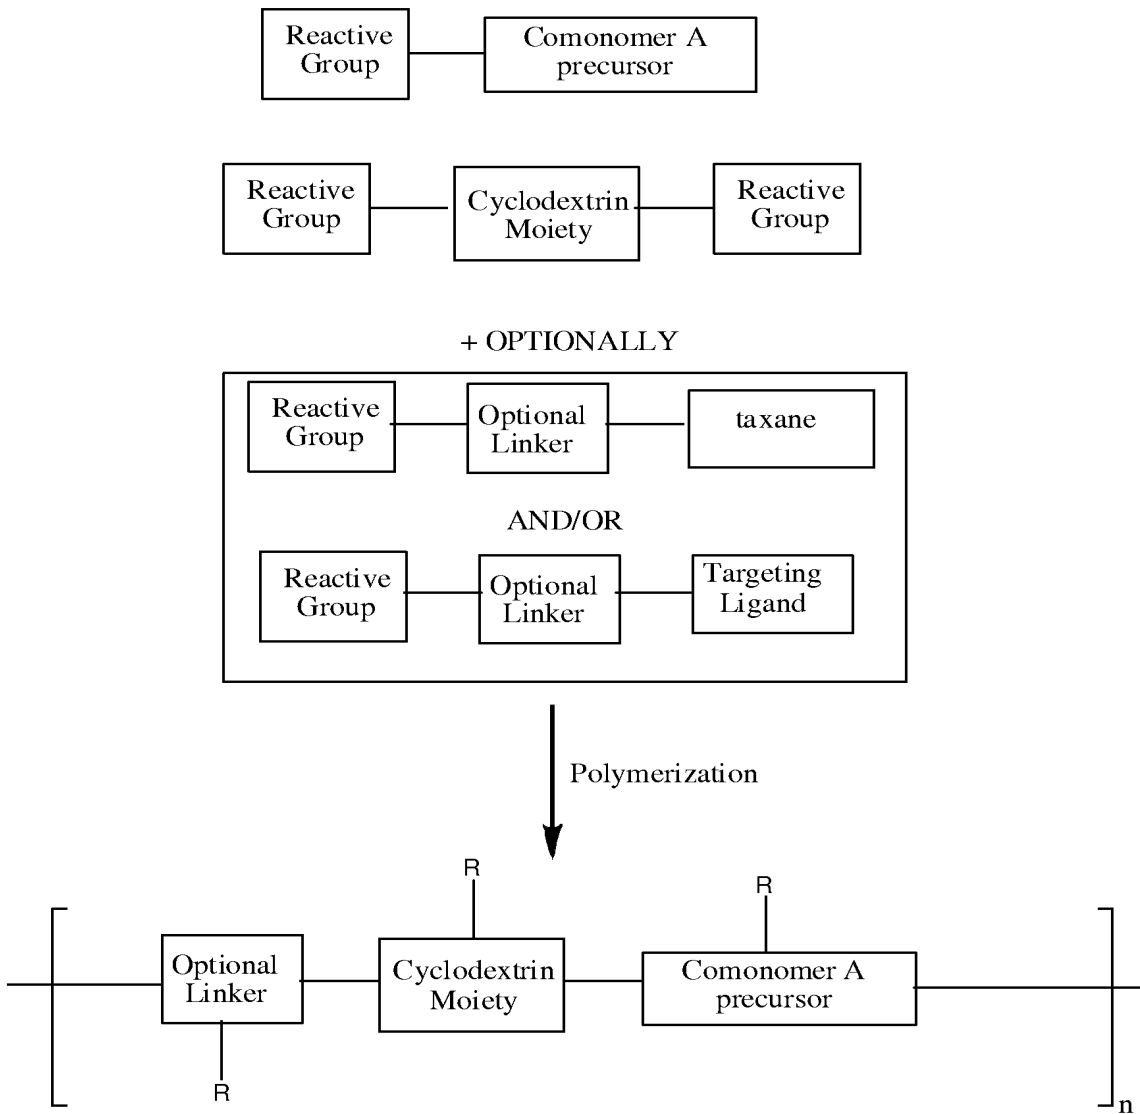 Reactive
Group
Comonomer A
precursor
Reactive
Group
Cyclodextrin
Moiety
Reactive
Group
+ OPTIONALLY
Reactive
Group
Optional
Linker
taxane
AND/OR
Reactive
Group
Optional
Linker
Targeting
Ligand
Polymerization
R
R
Optional
Linker
Cyclodextrin
Moiety
Comonomer A
precursor
R
n